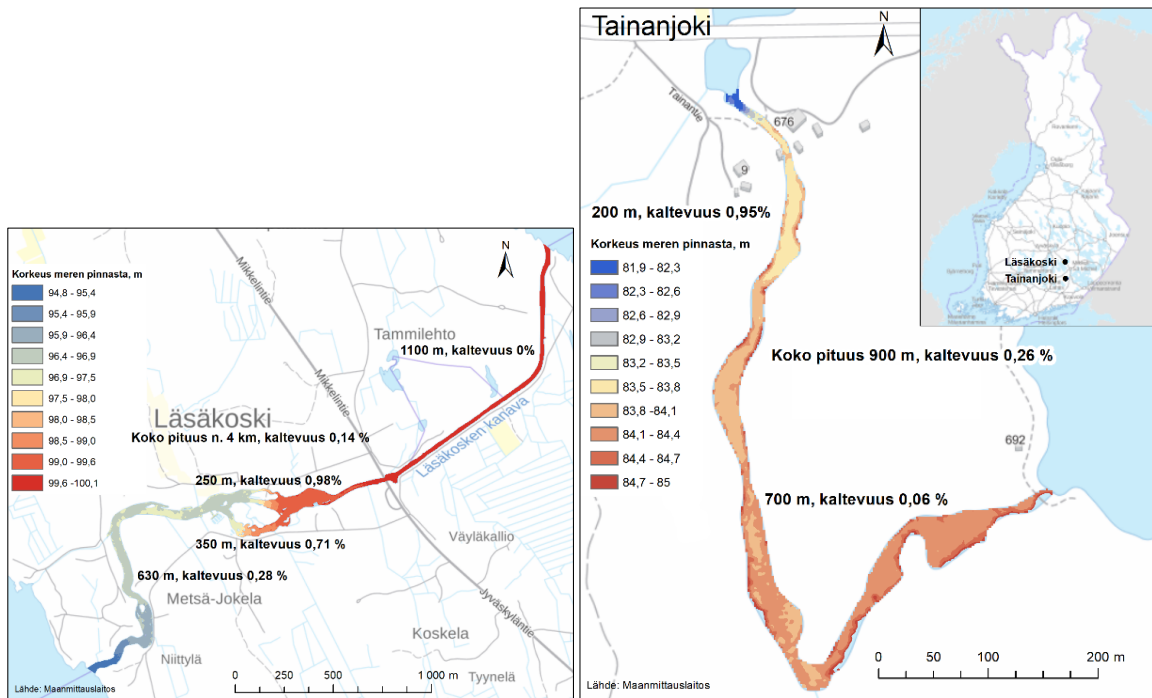 Korkeus meren pinnasta, m
94,8 - 95,4
95,4 - 95,9
95,9 - 96,4
96,4 - 96,9
96,9 - 97,5
97,5 - 98,0
98,0 - 98,5
98,5 - 99,0
99,0 - 99,6
99,6 -100,1
N
Mikkelintie
Tammilehto
1100 m, kaltevuus 0%
Mikkelintie
Läsäkoski
Koko pituus n. 4 km, kaltevuus 0,14 %
Läsäkosken kanava
250 m, kaltevuus 0,98%
350 m, kaltevuus 0,71 %
Väyläkallio
630 m, kaltevuus 0,28 %
Metsä-Jokela
Jyväskyläntie
Koskela
Niittylä
Tyynelä
0 250 500 1 000 m
Lähde: Maanmittauslaitos
Tainanjoki
N
Tainantie
676
9
200 m, kaltevuus 0,95%
Korkeus meren pinnasta, m
81,9 - 82,3
82,3 - 82,6
82,6 - 82,9
82,9 - 83,2
83,2 - 83,5
83,5 - 83,8
83,8 -84,1
84,1 - 84,4
84,4 - 84,7
84,7 - 85
Koko pituus 900 m, kaltevuus 0,26 %
692
700 m, kaltevuus 0,06 %
0 50 100 200 m
Lähde: Maanmittauslaitos
Läsäkoski
Tainanjoki